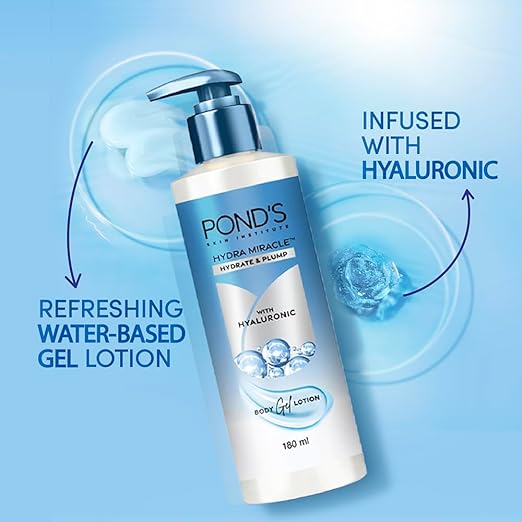 INFUSED
WITH
HYALURONIC
POND'S
SKIN INSTITUTE
HYDRA MIRACLE™
HYDRATE & PLUMP
WITH
HYALURONIC
BODY Gel LOTION
180 ml
REFRESHING
WATER-BASED
GEL LOTION